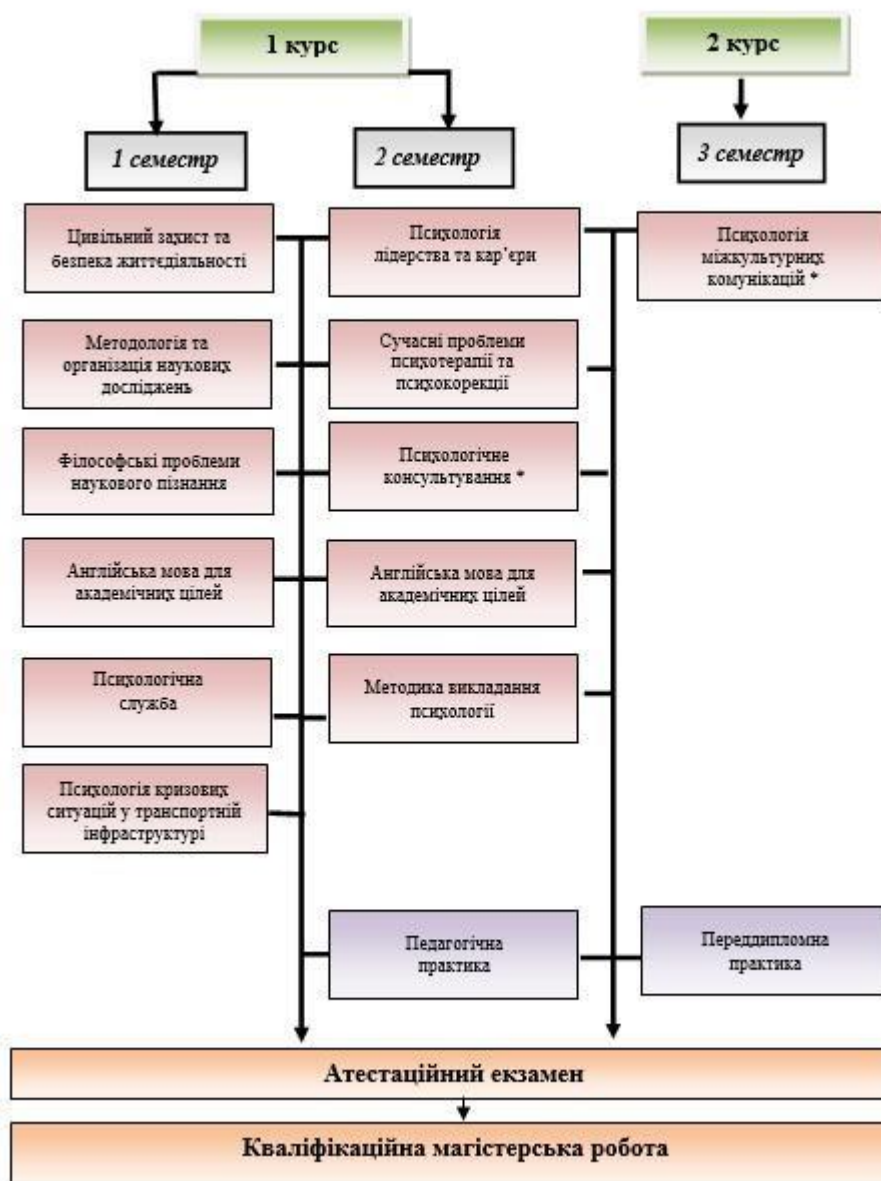 1 курс
2 курс
1 семестр
2 семестр
3 семестр
Цивільний захист та
безпека життєдіяльності
Психологія
лідерства та кар’єри
Психологія
міжкультурних
комунікацій *
Методологія та
організація наукових
досліджень
Сучасні проблеми
психотерапії та
психокорекції
Філософські проблеми
наукового пізнання
Психологічне
консультування *
Англійська мова для
академічних цілей
Англійська мова для
академічних цілей
Психологічна
служба
Методика викладання
психології
Психологія кризових
ситуацій у транспортній
інфраструктурі
Педагогічна
практика
Переддипломна
практика
Атестаційний екзамен
Кваліфікаційна магістерська робота